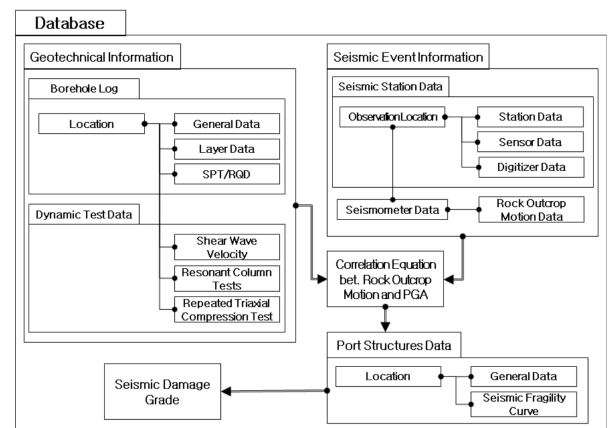 Database
Geotechnical Information
Borehole Log
Location
General Data
Layer Data
SPT/RQD
Dynamic Test Data
Shear Wave
Velocity
Resonant Column
Tests
Repeated Triaxial
Compression Test
Seismic Event Information
Seismic Station Data
Observation Location
Station Data
Sensor Data
Digitizer Data
Seismometer Data
Rock Outcrop
Motion Data
Correlation Equation
bet. Rock Outcrop
Motion and PGA
Port Structures Data
Location
General Data
Seismic Fragility
Curve
Seismic Damage
Grade